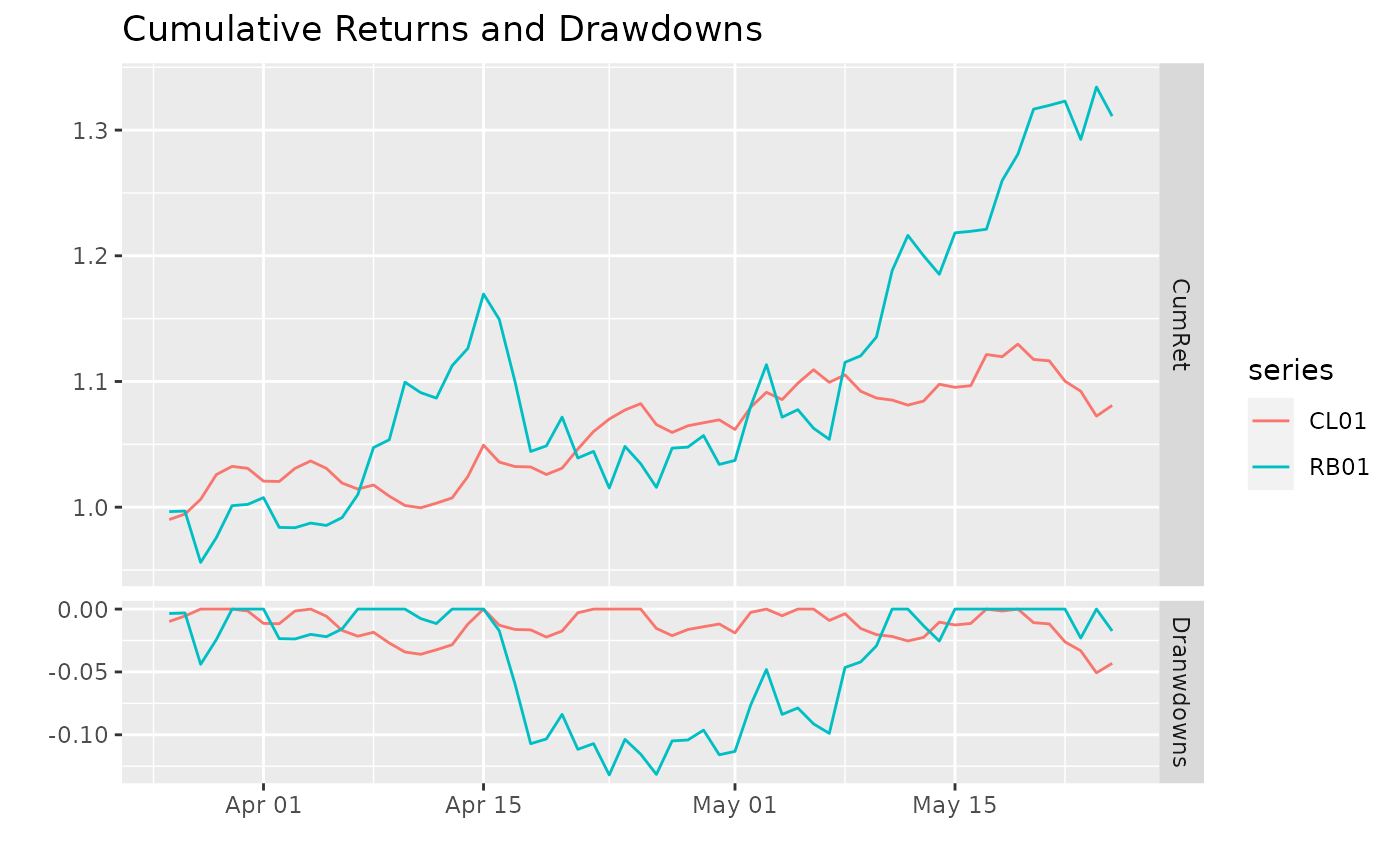 Cumulative Returns and Drawdowns
1.3
1.2
1.1
1.0
CumRet
0.00
-0.05
-0.10
Dranwdowns
Apr 01
Apr 15
May 01
May 15
series
CL01
RB01